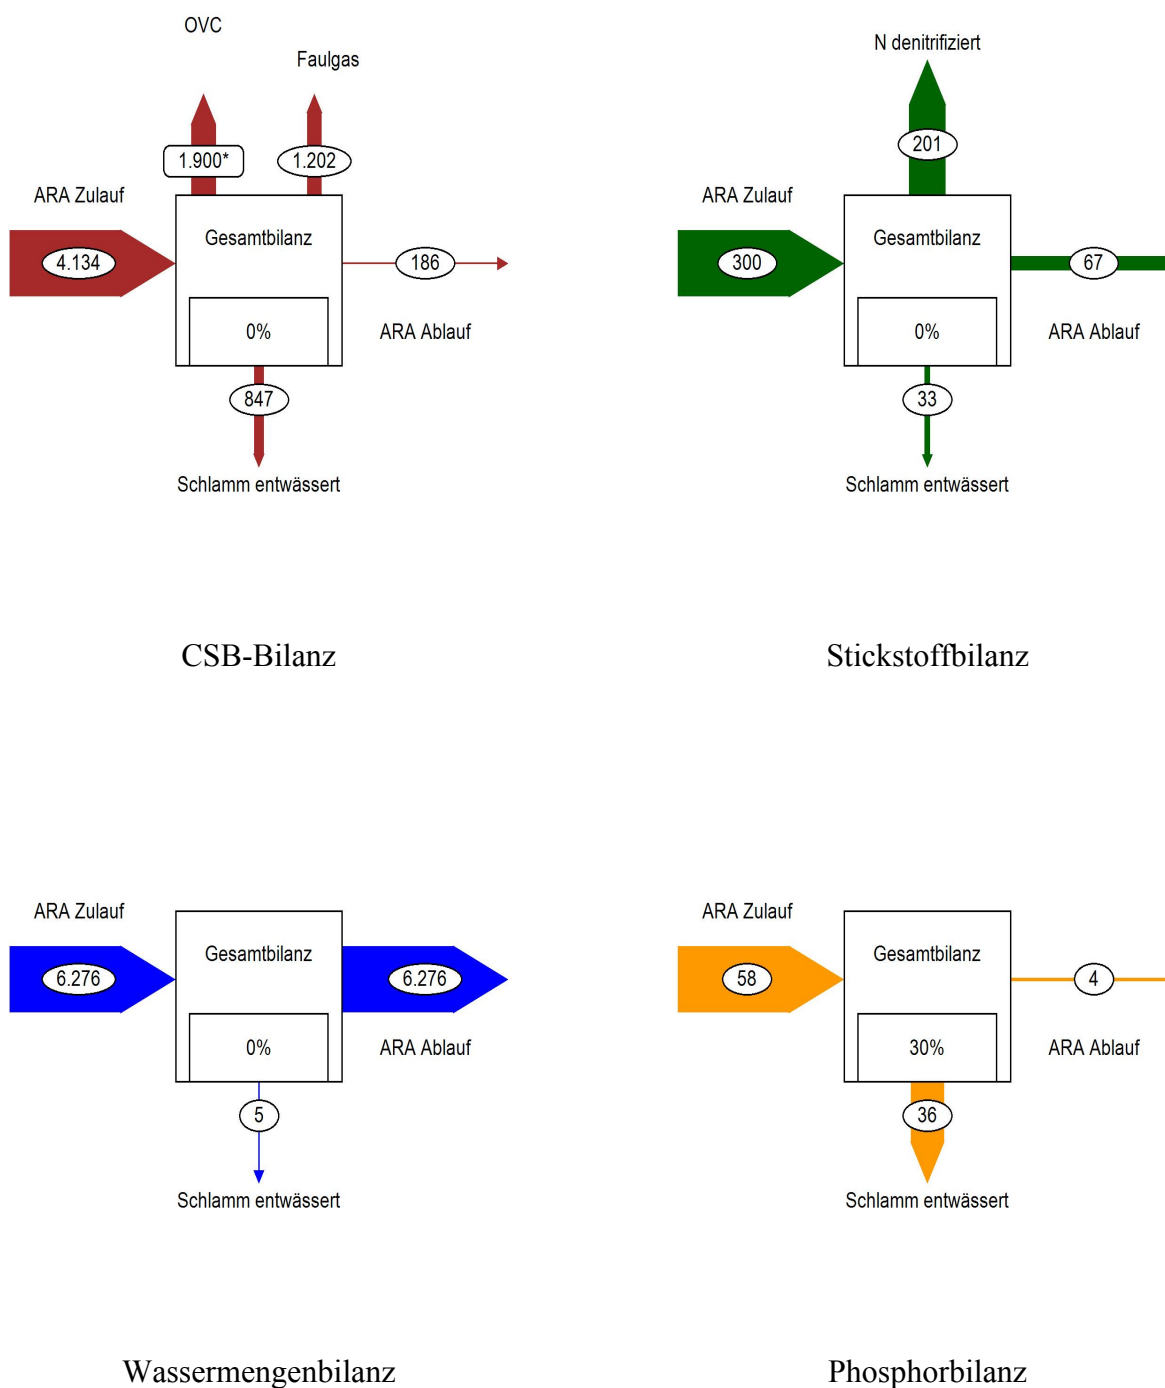 OVC
Faulgas
1.900*
1.202
ARA Zulauf
4.134
Gesamtbilanz
186
0%
ARA Ablauf
847
Schlamm entwässert
CSB-Bilanz
N denitrifiziert
201
ARA Zulauf
300
Gesamtbilanz
67
0%
ARA Ablauf
33
Schlamm entwässert
Stickstoffbilanz
ARA Zulauf
6.276
Gesamtbilanz
6.276
0%
ARA Ablauf
5
Schlamm entwässert
Wassermengenbilanz
ARA Zulauf
58
Gesamtbilanz
4
30%
ARA Ablauf
36
Schlamm entwässert
Phosphorbilanz